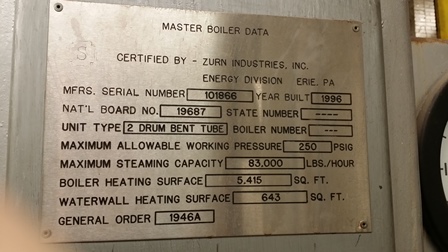 MASTER BOILER DATA
CERTIFIED BY - ZURN INDUSTRIES, INC.
ENERGY DIVISION ERIE, PA
MFRS. SERIAL NUMBER 101866 YEAR BUILT 1996
NAT'L BOARD NO. 19687 STATE NUMBER ----
UNIT TYPE 2 DRUM BENT TUBE BOILER NUMBER ---
MAXIMUM ALLOWABLE WORKING PRESSURE 250 PSIG
MAXIMUM STEAMING CAPACITY 83,000 LBS./HOUR
BOILER HEATING SURFACE 5,415 SQ. FT.
WATERWALL HEATING SURFACE 643 SQ. FT.
GENERAL ORDER 1946A